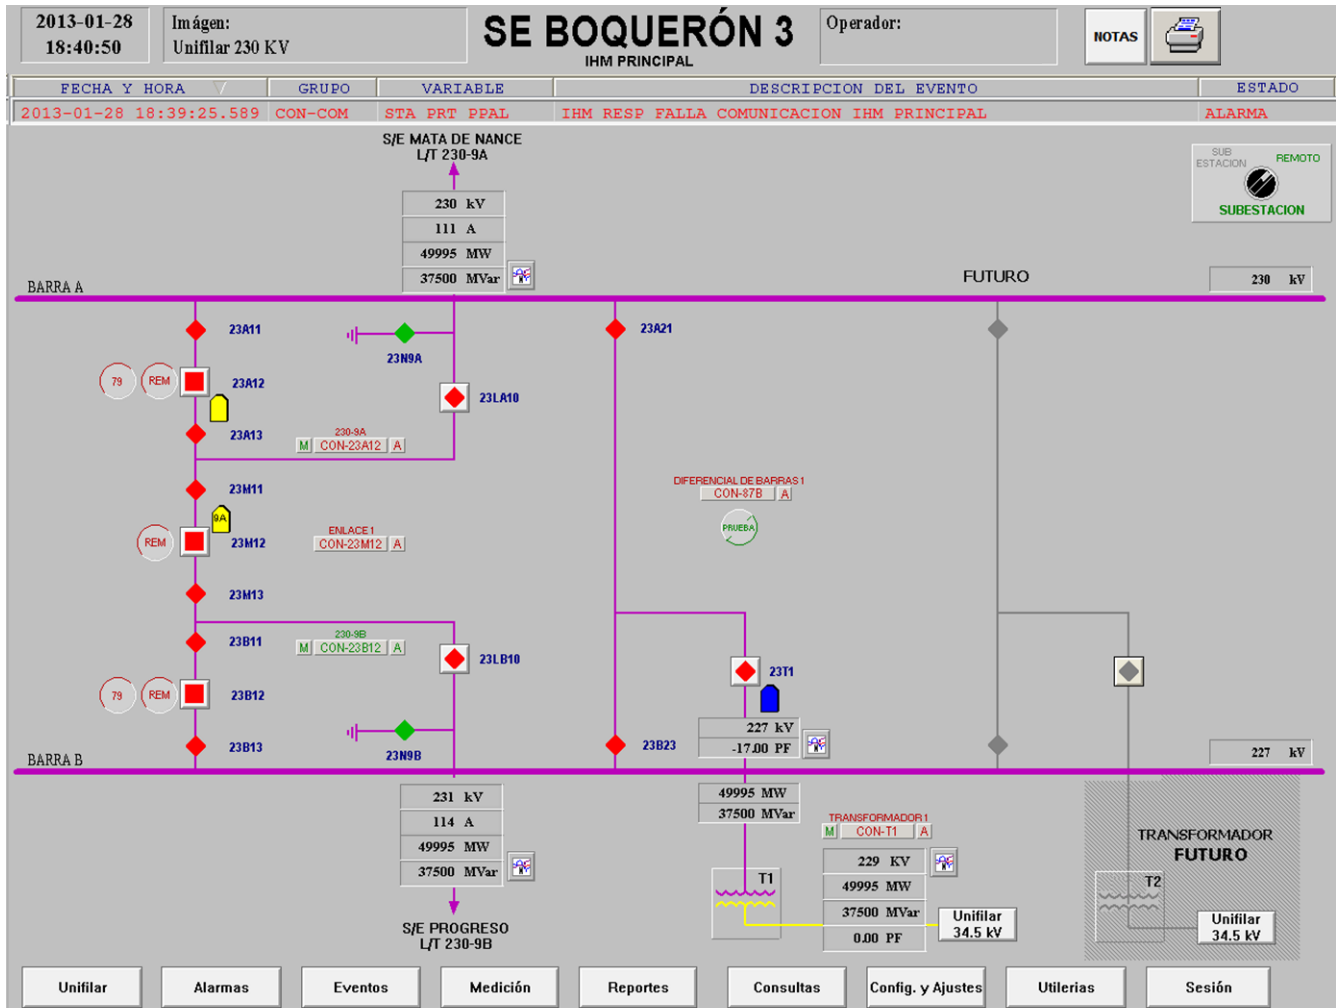 2013-01-28
18:40:50
Imágen:
Unifilar 230 KV
SE BOQUERÓN 3
IHM PRINCIPAL
Operador:
NOTAS
FECHA Y HORA GRUPO VARIABLE DESCRIPCION DEL EVENTO ESTADO
2013-01-28 18:39:25.589 CON-COM STA PRT PPAL IHM RESP FALLA COMUNICACION IHM PRINCIPAL ALARMA
S/E MATA DE NANCE
L/T 230-9A
SUB
ESTACION
REMOTO
SUBESTACION
230 kV
111 A
49995 MW
37500 MVar
BARRA A
FUTURO
230 kV
23A11
23N9A
23A21
79
REM
23A12
23LA10
23A13
230-9A
M CON-23A12 A
23M11
DIFERENCIAL DE BARRAS 1
CON-87B A
PRUEBA
9A
REM
23M12
ENLACE 1
CON-23M12 A
23M13
23B11
230-9B
M CON-23B12 A
23LB10
23T1
79
REM
23B12
227 kV
-17.00 PF
23B13
23N9B
23B23
BARRA B
227 kV
231 kV
114 A
49995 MW
37500 MVar
49995 MW
37500 MVar
TRANSFORMADOR 1
M CON-T1 A
229 KV
49995 MW
37500 MVar
0.00 PF
T1
Unifilar
34.5 kV
TRANSFORMADOR
FUTURO
T2
Unifilar
34.5 kV
S/E PROGRESO
L/T 230-9B
Unifilar Alarmas Eventos Medición Reportes Consultas Config. y Ajustes Utilerias Sesión